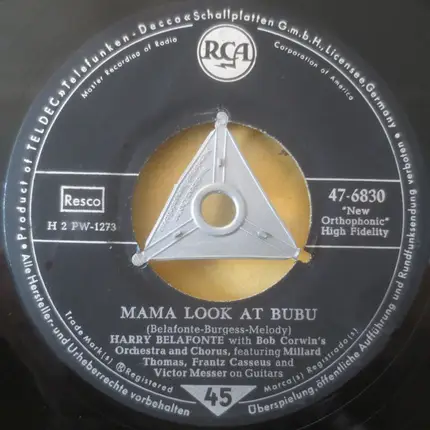 »Product of TELDEC »Telefunken - Decca« Schallplatten G.m.b.H., Licensee, Germany«
Master Recording of Radio
Corporation of America
RCA
Resco
47-6830
"New
Orthophonic"
High Fidelity
H 2 PW-1273
MAMA LOOK AT BUBU
(Belafonte-Burgess-Melody)
HARRY BELAFONTE with Bob Corwin's
Orchestra and Chorus, featuring Millard
Thomas, Frantz Casseus and
Victor Messer on Guitars
Trade Mark(s) ®Registered
Marca(s) Registrada(s)
45
Alle Hersteller- und Urheberrechte vorbehalten
Überspielung, öffentliche Aufführung und Rundfunksendung verboten